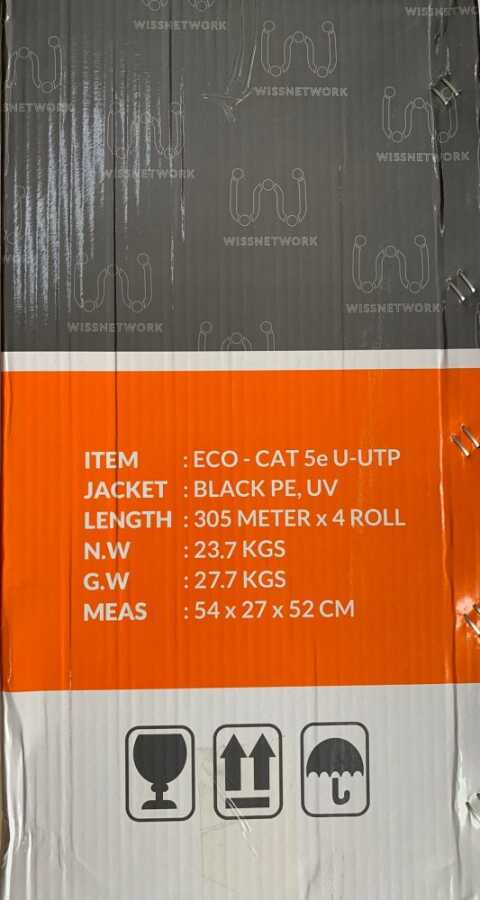 WISSNETWORK
WISSNETWORK
SNETWORK
WISSNETWORK
WISSNETWORK
WISSNETWORK
WISSNETWORK
WISSNETWORK
ITEM : ECO - CAT 5e U-UTP
JACKET : BLACK PE, UV
LENGTH : 305 METER x 4 ROLL
N.W : 23.7 KGS
G.W : 27.7 KGS
MEAS : 54 x 27 x 52 CM